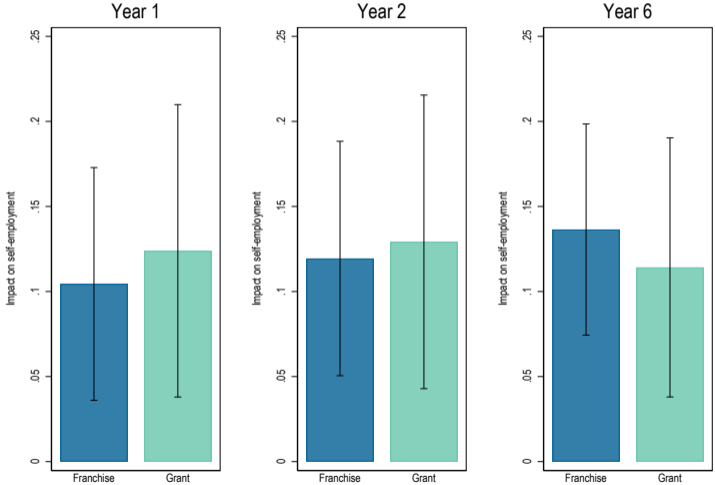 Year 1
Impact on self-employment
.25
.2
.15
.1
.05
0
Franchise Grant
Year 2
Impact on self-employment
.25
.2
.15
.1
.05
0
Franchise Grant
Year 6
Impact on self-employment
.25
.2
.15
.1
.05
0
Franchise Grant